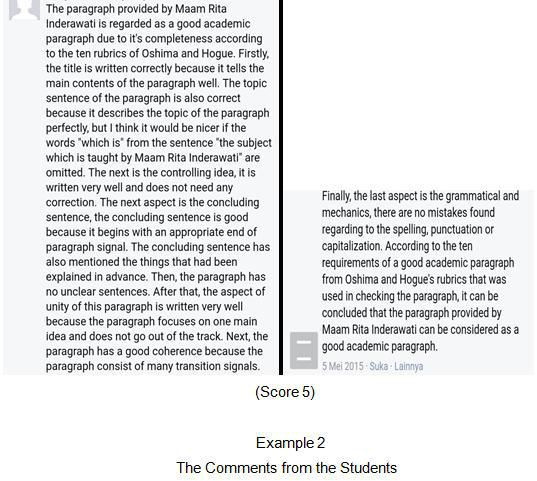 The paragraph provided by Maam Rita
Inderawati is regarded as a good academic
paragraph due to it's completeness according
to the ten rubrics of Oshima and Hogue. Firstly,
the title is written correctly because it tells the
main contents of the paragraph well. The topic
sentence of the paragraph is also correct
because it describes the topic of the paragraph
perfectly, but I think it would be nicer if the
words "which is" from the sentence "the subject
which is taught by Maam Rita Inderawati" are
omitted. The next is the controlling idea, it is
written very well and does not need any
correction. The next aspect is the concluding
sentence, the concluding sentence is good
because it begins with an appropriate end of
paragraph signal. The concluding sentence has
also mentioned the things that had been
explained in advance. Then, the paragraph has
no unclear sentences. After that, the aspect of
unity of this paragraph is written very well
because the paragraph focuses on one main
idea and does not go out of the track. Next, the
paragraph has a good coherence because the
paragraph consist of many transition signals.
Finally, the last aspect is the grammatical and
mechanics, there are no mistakes found
regarding to the spelling, punctuation or
capitalization. According to the ten
requirements of a good academic paragraph
from Oshima and Hogue's rubrics that was
used in checking the paragraph, it can be
concluded that the paragraph provided by
Maam Rita Inderawati can be considered as a
good academic paragraph.
5 Mei 2015 · Suka · Lainnya
(Score 5)
Example 2
The Comments from the Students